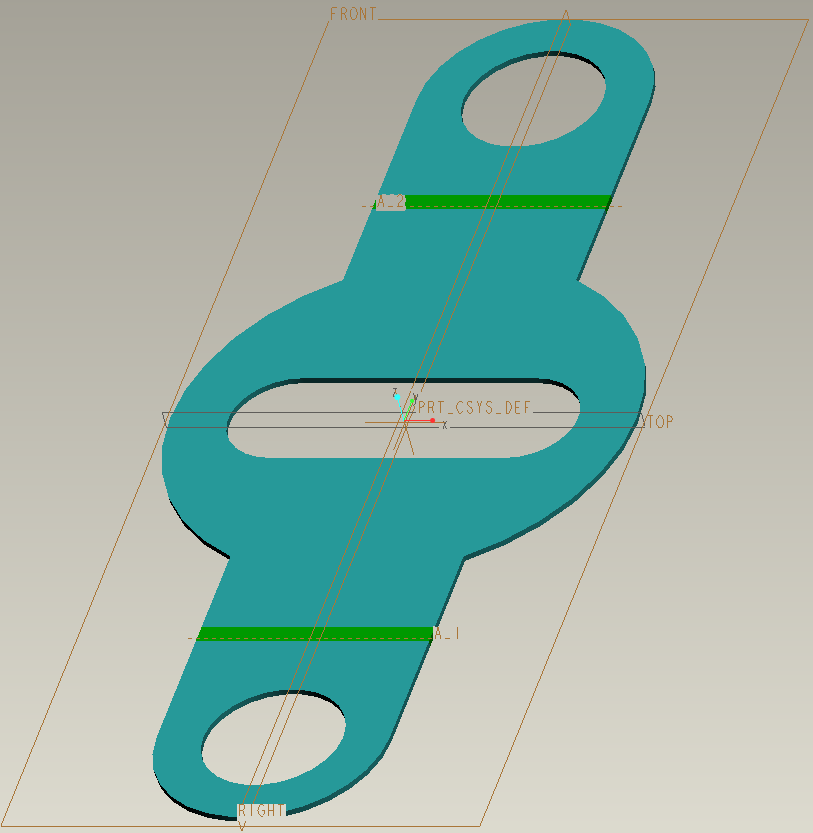 FRONT
A_2
Z
Y
PRT_CSYS_DEF
X
TOP
A_1
RIGHT